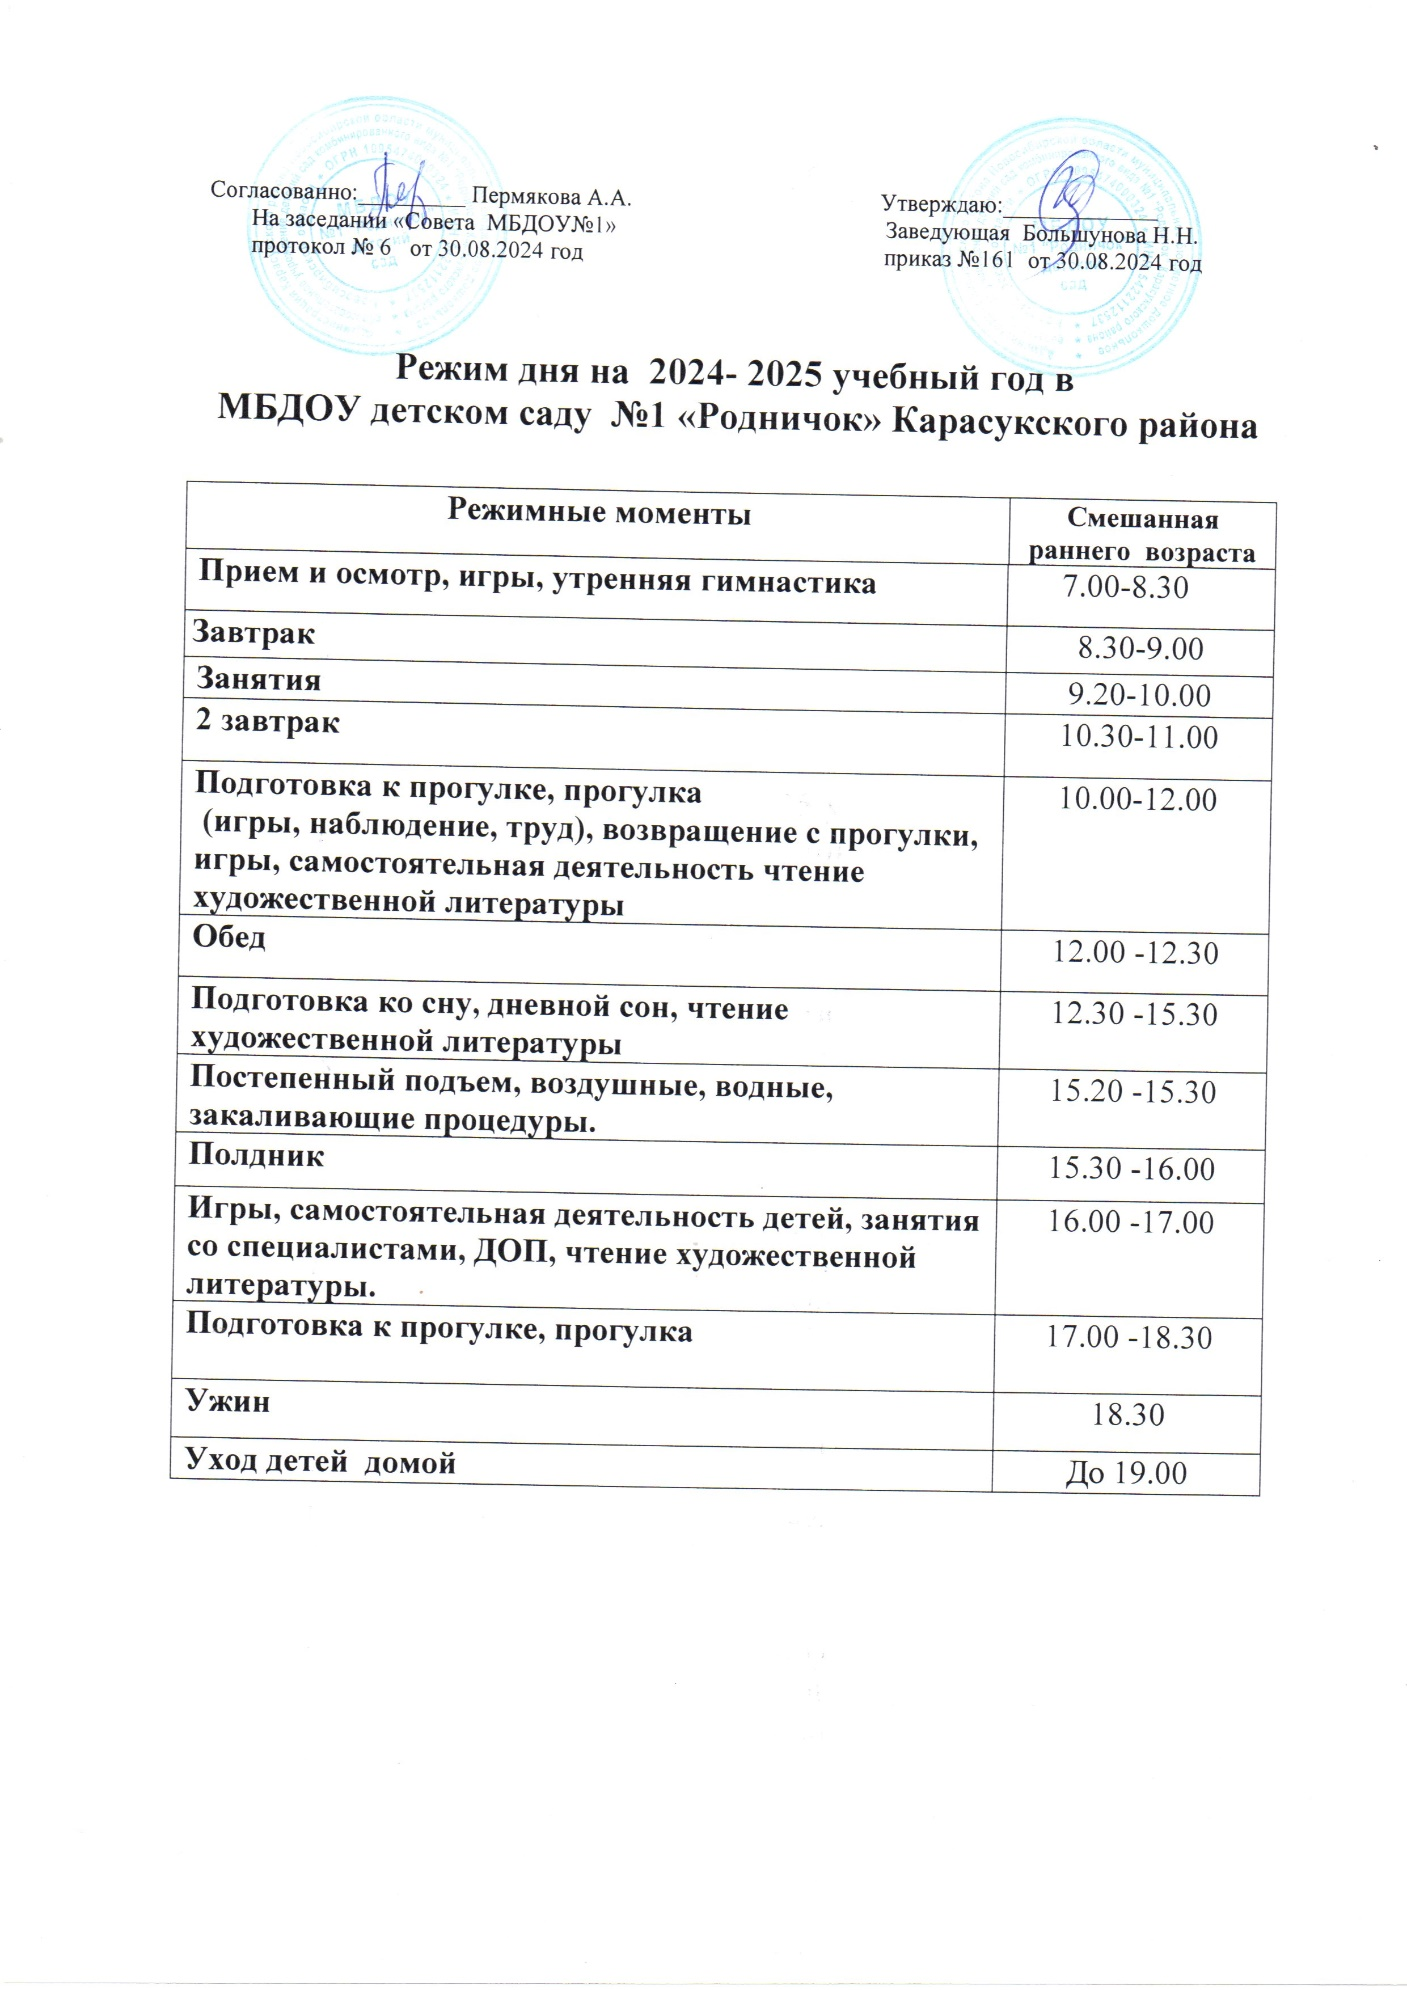 Согласованно:_________ Пермякова А.А.
На заседании «Совета МБДОУ№1»
протокол № 6 от 30.08.2024 год
Утверждаю:_____________
Заведующая Большунова Н.Н.
приказ №161 от 30.08.2024 год
Режим дня на 2024- 2025 учебный год в
МБДОУ детском саду №1 «Родничок» Карасукского района
Режимные моменты
Смешанная
раннего возраста
Прием и осмотр, игры, утренняя гимнастика
7.00-8.30
Завтрак
8.30-9.00
Занятия
9.20-10.00
2 завтрак
10.30-11.00
Подготовка к прогулке, прогулка
10.00-12.00
(игры, наблюдение, труд), возвращение с прогулки,
игры, самостоятельная деятельность чтение
художественной литературы
Обед
12.00 -12.30
Подготовка ко сну, дневной сон, чтение
12.30 -15.30
художественной литературы
Постепенный подъем, воздушные, водные,
15.20 -15.30
закаливающие процедуры.
Полдник
15.30 -16.00
Игры, самостоятельная деятельность детей, занятия
16.00 -17.00
со специалистами, ДОП, чтение художественной
литературы.
Подготовка к прогулке, прогулка
17.00 -18.30
Ужин
18.30
Уход детей домой
До 19.00